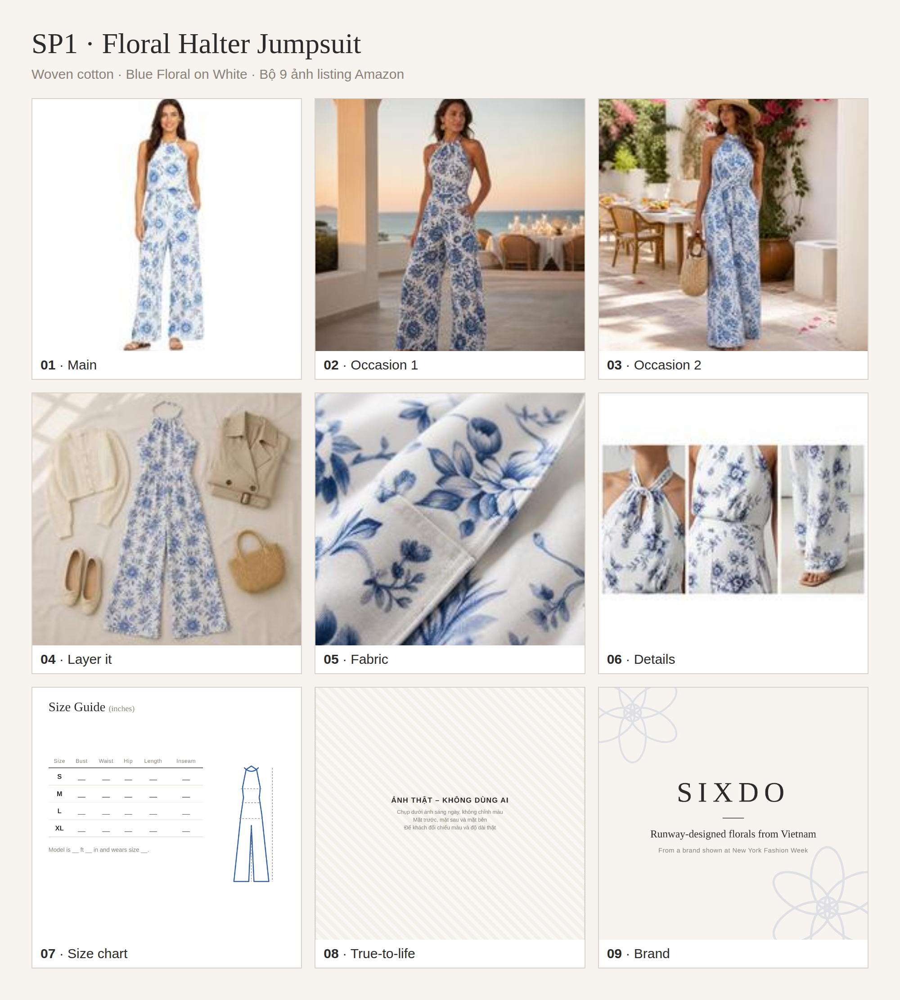 SP1 · Floral Halter Jumpsuit
Woven cotton · Blue Floral on White · Bộ 9 ảnh listing Amazon
01 · Main
02 · Occasion 1
03 · Occasion 2
04 · Layer it
05 · Fabric
06 · Details
Size Guide (inches)
Size Bust Waist Hip Length Inseam
S __ __ __ __ __
M __ __ __ __ __
L __ __ __ __ __
XL __ __ __ __ __
Model is __ ft __ in and wears size __.
07 · Size chart
ẢNH THẬT – KHÔNG DÙNG AI
Chụp dưới ánh sáng ngày, không chỉnh màu
Mặt trước, mặt sau và mặt bên
Để khách đối chiếu màu và độ dài thật
08 · True-to-life
SIXDO
Runway-designed florals from Vietnam
From a brand shown at New York Fashion Week
09 · Brand